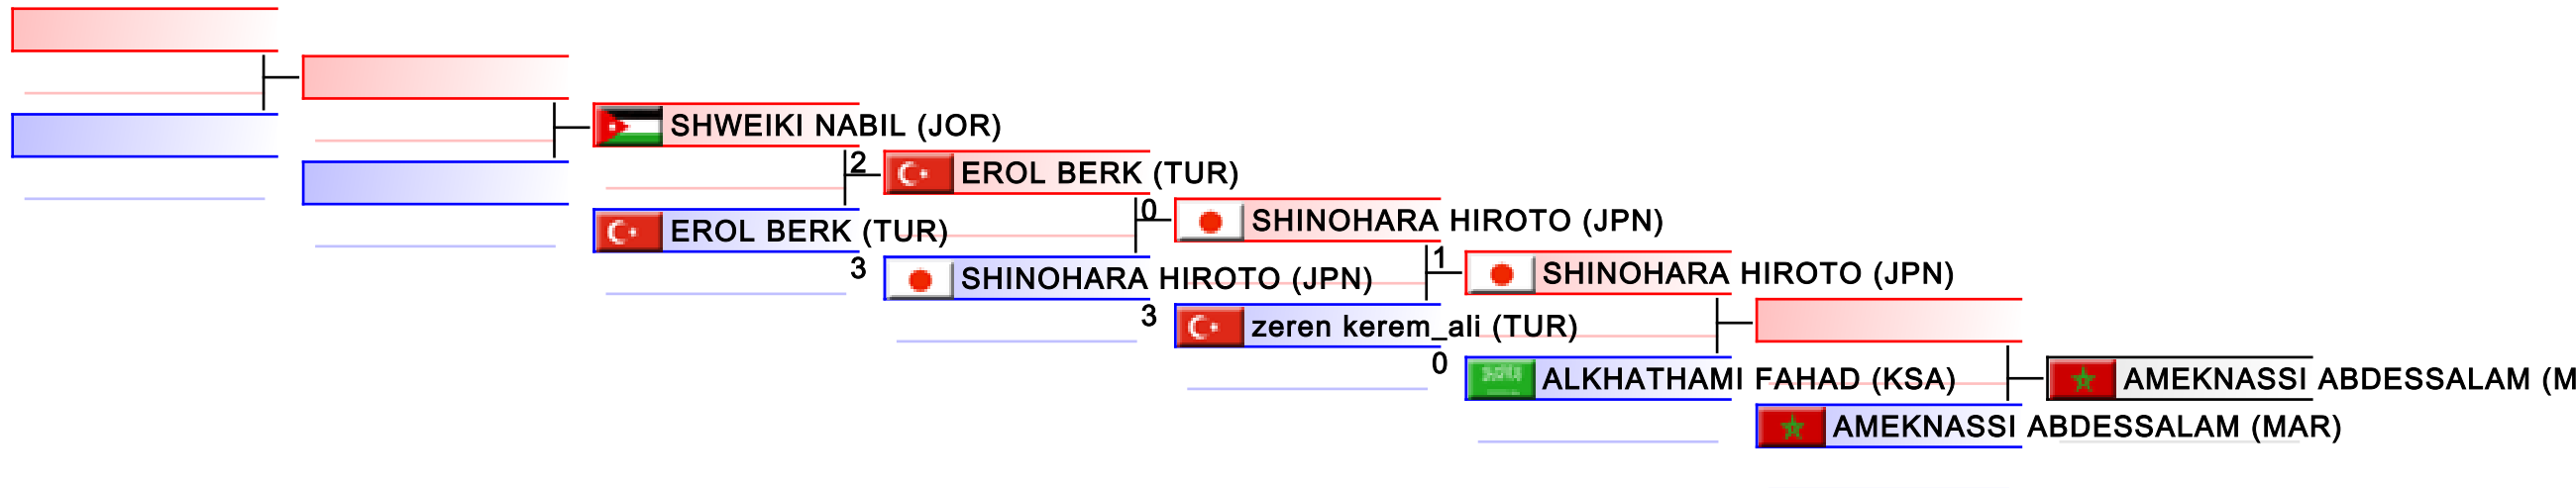 SHWEIKI NABIL (JOR)
2
EROL BERK (TUR)
EROL BERK (TUR)
3
0
SHINOHARA HIROTO (JPN)
SHINOHARA HIROTO (JPN)
3
1
SHINOHARA HIROTO (JPN)
zeren kerem_ali (TUR)
0
ALKHATHAMI FAHAD (KSA)
AMEKNASSI ABDESSALAM (M
AMEKNASSI ABDESSALAM (MAR)